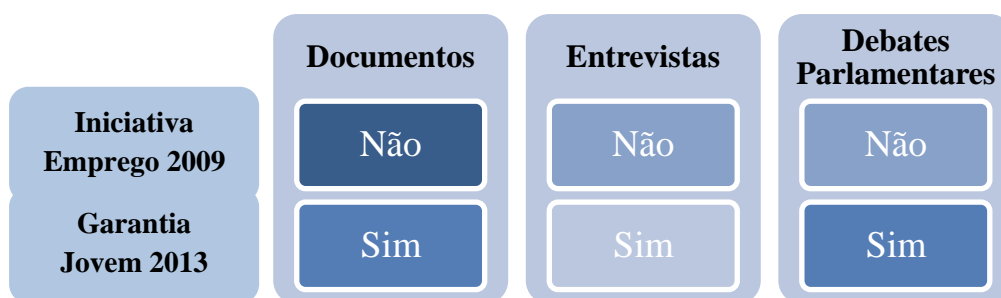 Documentos
Entrevistas
Debates
Parlamentares
Iniciativa
Emprego 2009
Não
Não
Não
Garantia
Jovem 2013
Sim
Sim
Sim